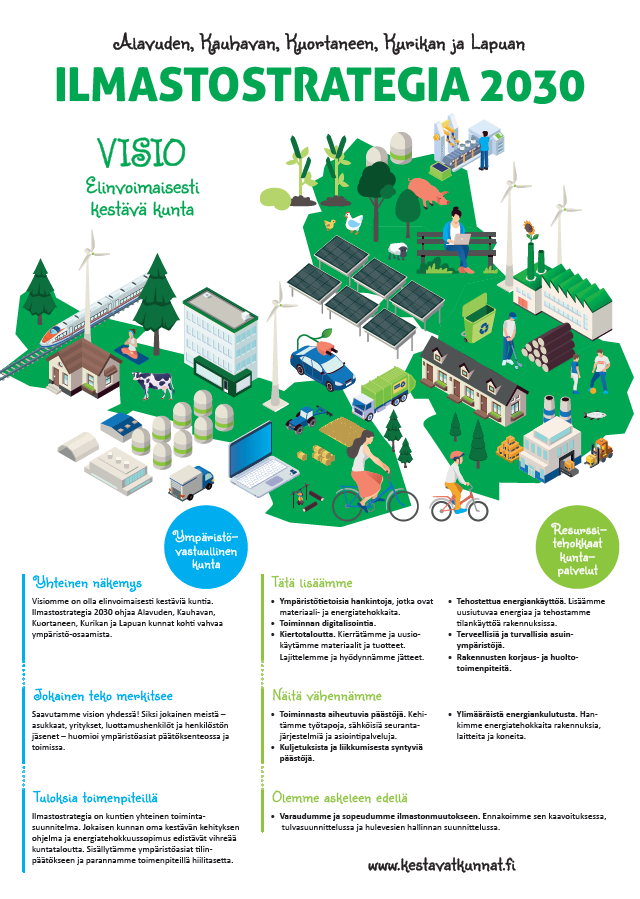 Alavuden, Kauhavan, Kuortaneen, Kurikan ja Lapuan
ILMASTOSTRATEGIA 2030
VISIO
Elinvoimaisesti
kestävä kunta
Ympäristö-
vastuullinen
kunta
Resurssi-
tehokkaat
kunta-
palvelut
Yhteinen näkemys
Visiomme on olla elinvoimaisesti kestäviä kuntia.
Ilmastostrategia 2030 ohjaa Alavuden, Kauhavan,
Kuortaneen, Kurikan ja Lapuan kunnat kohti vahvaa
ympäristö-osaamista.
Jokainen teko merkitsee
Saavutamme vision yhdessä! Siksi jokainen meistä –
asukkaat, yritykset, luottamushenkilöt ja henkilöstön
jäsenet – huomioi ympäristöasiat päätöksenteossa ja
toimissa.
Tuloksia toimenpiteillä
Ilmastostrategia on kuntien yhteinen toiminta-
suunnitelma. Jokaisen kunnan oma kestävän kehityksen
ohjelma ja energiatehokkuussopimus edistävät vihreää
kuntataloutta. Sisällytämme ympäristöasiat tilin-
päätökseen ja parannamme toimenpiteillä hiilitasetta.
Tätä lisäämme
• Ympäristötietoisia hankintoja, jotka ovat
materiaali- ja energiatehokkaita.
• Toiminnan digitalisointia.
• Kiertotaloutta. Kierrätämme ja uusio-
käytämme materiaalit ja tuotteet.
Lajittelemme ja hyödynnämme jätteet.
• Tehostettua energiankäyttöä. Lisäämme
uusiutuvaa energiaa ja tehostamme
tilankäyttöä rakennuksissa.
• Terveellisiä ja turvallisia asuin-
ympäristöjä.
• Rakennusten korjaus- ja huolto-
toimenpiteitä.
Näitä vähennämme
• Toiminnasta aiheutuvia päästöjä. Kehi-
tämme työtapoja, sähköisiä seuranta-
järjestelmiä ja asiointipalveluja.
• Kuljetuksista ja liikkumisesta syntyviä
päästöjä.
• Ylimääräistä energiankulutusta. Han-
kimme energiatehokkaita rakennuksia,
laitteita ja koneita.
Olemme askeleen edellä
• Varaudumme ja sopeudumme ilmastonmuutokseen. Ennakoimme sen kaavoituksessa,
tulvasuunnittelussa ja hulevesien hallinnan suunnittelussa.
www.kestavatkunnat.fi